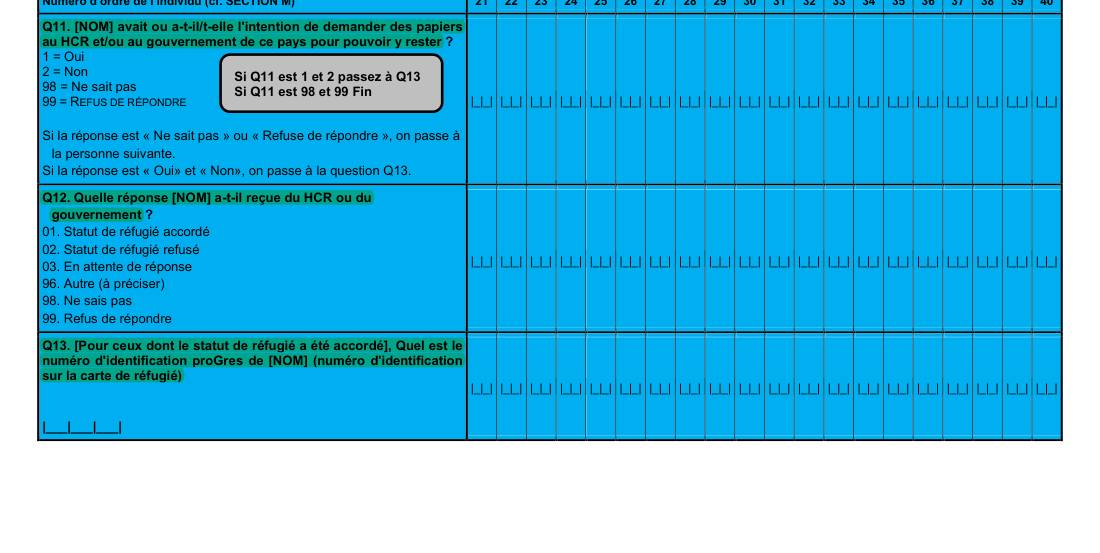 Numéro d'ordre de l'individu (cf. SECTION M) 21 22 23 24 25 26 27 28 29 30 31 32 33 34 35 36 37 38 39 40
Q11. [NOM] avait ou a-t-il/t-elle l'intention de demander des papiers
au HCR et/ou au gouvernement de ce pays pour pouvoir y rester ?
1 = Oui
2 = Non
98 = Ne sait pas
99 = REFUS DE RÉPONDRE
Si Q11 est 1 et 2 passez à Q13
Si Q11 est 98 et 99 Fin
Si la réponse est « Ne sait pas » ou « Refuse de répondre », on passe à
la personne suivante.
Si la réponse est « Oui» et « Non», on passe à la question Q13.
Q12. Quelle réponse [NOM] a-t-il reçue du HCR ou du
gouvernement ?
01. Statut de réfugié accordé
02. Statut de réfugié refusé
03. En attente de réponse
96. Autre (à préciser)
98. Ne sais pas
99. Refus de répondre
Q13. [Pour ceux dont le statut de réfugié a été accordé], Quel est le
numéro d'identification proGres de [NOM] (numéro d'identification
sur la carte de réfugié)
|___|___|___|